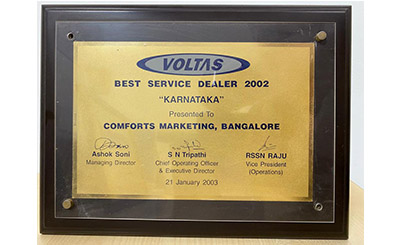 VOLTAS
BEST SERVICE DEALER 2002
"KARNATAKA"
Presented To
COMFORTS MARKETING, BANGALORE
Ashok Soni S N Tripathi RSSN RAJU
Managing Director Chief Operating Officer Vice President
& Executive Director (Operations)
21 January 2003